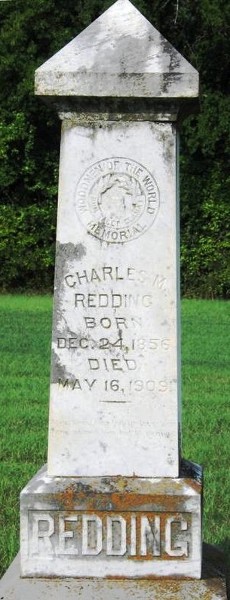 WOODMEN OF THE WORLD
MEMORIAL
CHARLES M.
REDDING
BORN
DEC. 24, 1856
DIED
MAY 16, 1909
REDDING